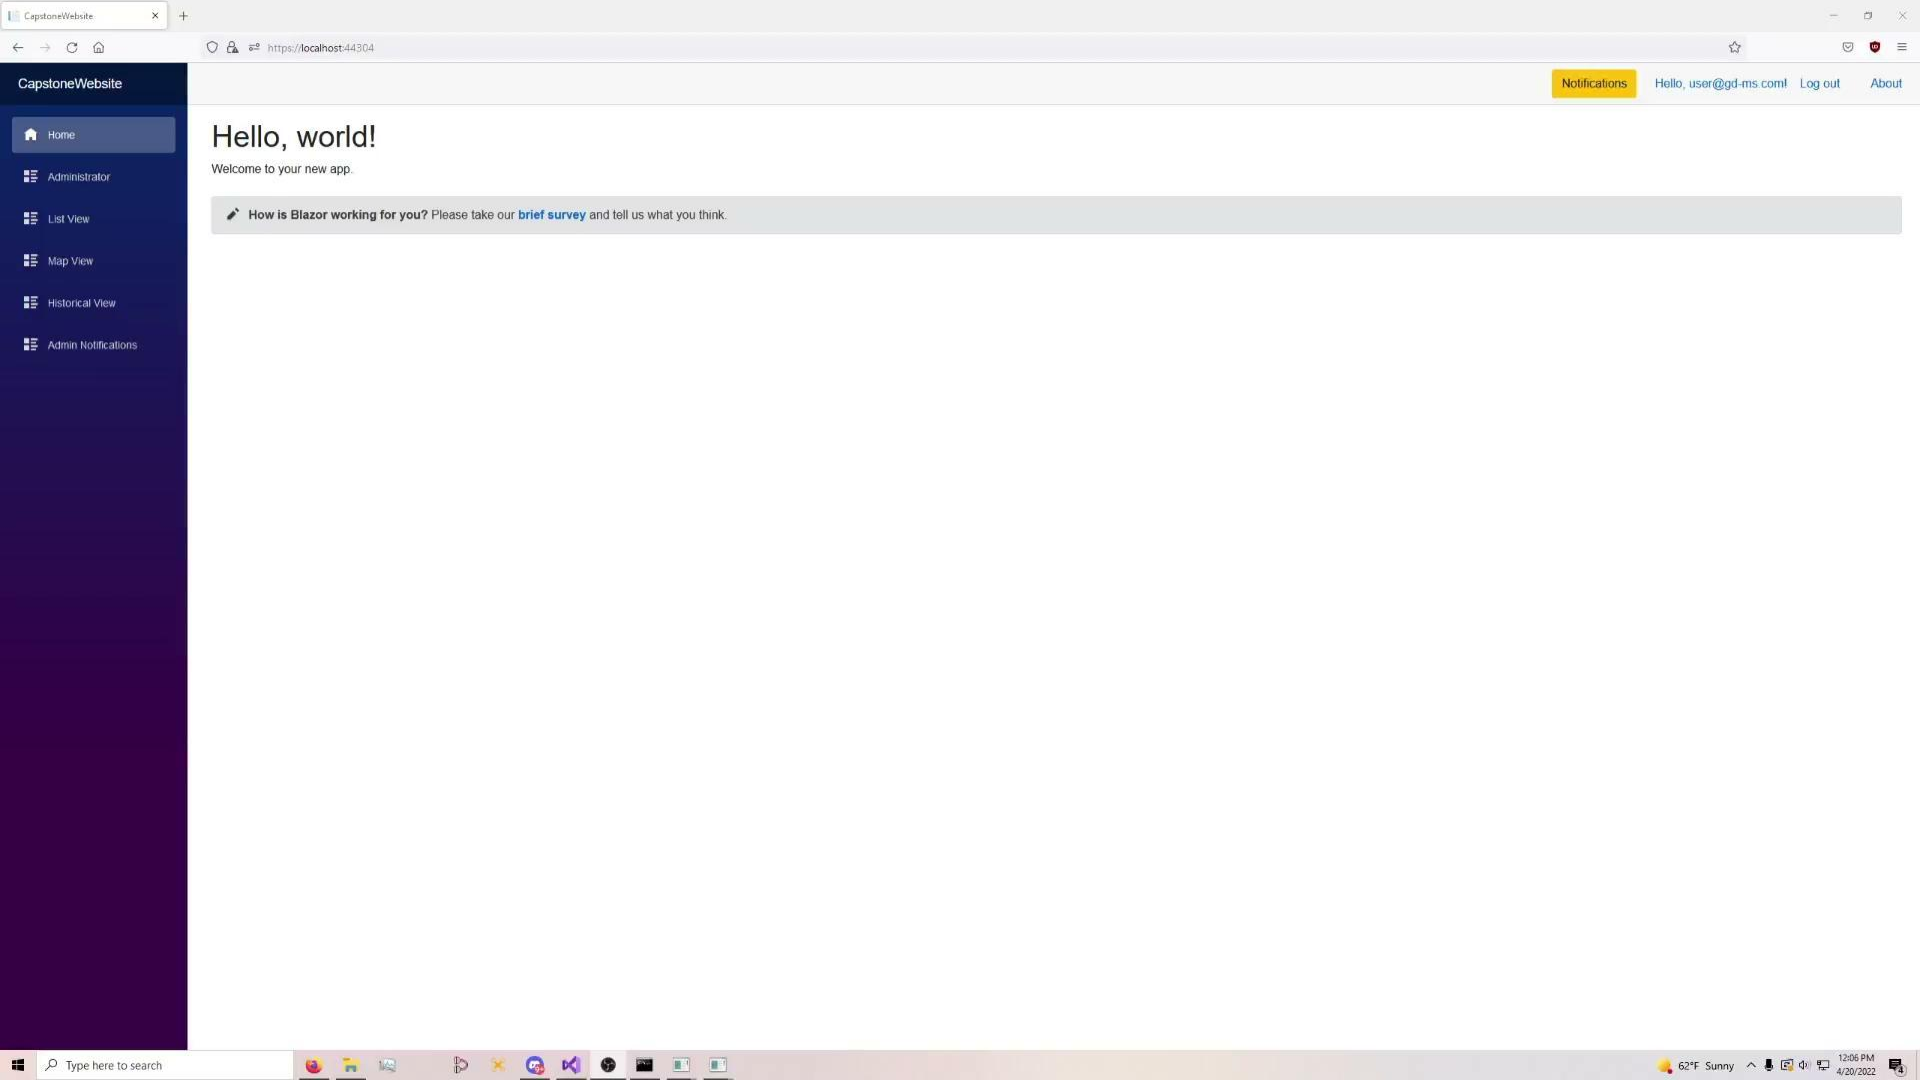 CapstoneWebsite
https://localhost:44304
CapstoneWebsite
Notifications
Hello, user@gd-ms.com!
Log out
About
Home
Administrator
List View
Map View
Historical View
Admin Notifications
Hello, world!
Welcome to your new app.
How is Blazor working for you? Please take our brief survey and tell us what you think.
Type here to search
62°F Sunny
12:06 PM
4/20/2022
4